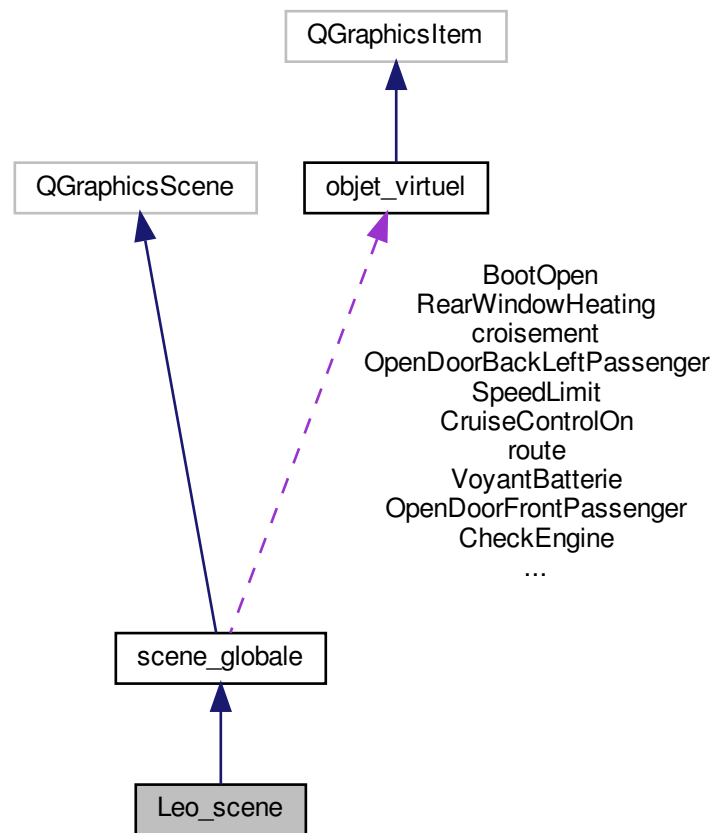 QGraphicsItem
QGraphicsScene
objet_virtuel
BootOpen
RearWindowHeating
croisement
OpenDoorBackLeftPassenger
SpeedLimit
CruiseControlOn
route
VoyantBatterie
OpenDoorFrontPassenger
CheckEngine
...
scene_globale
Leo_scene